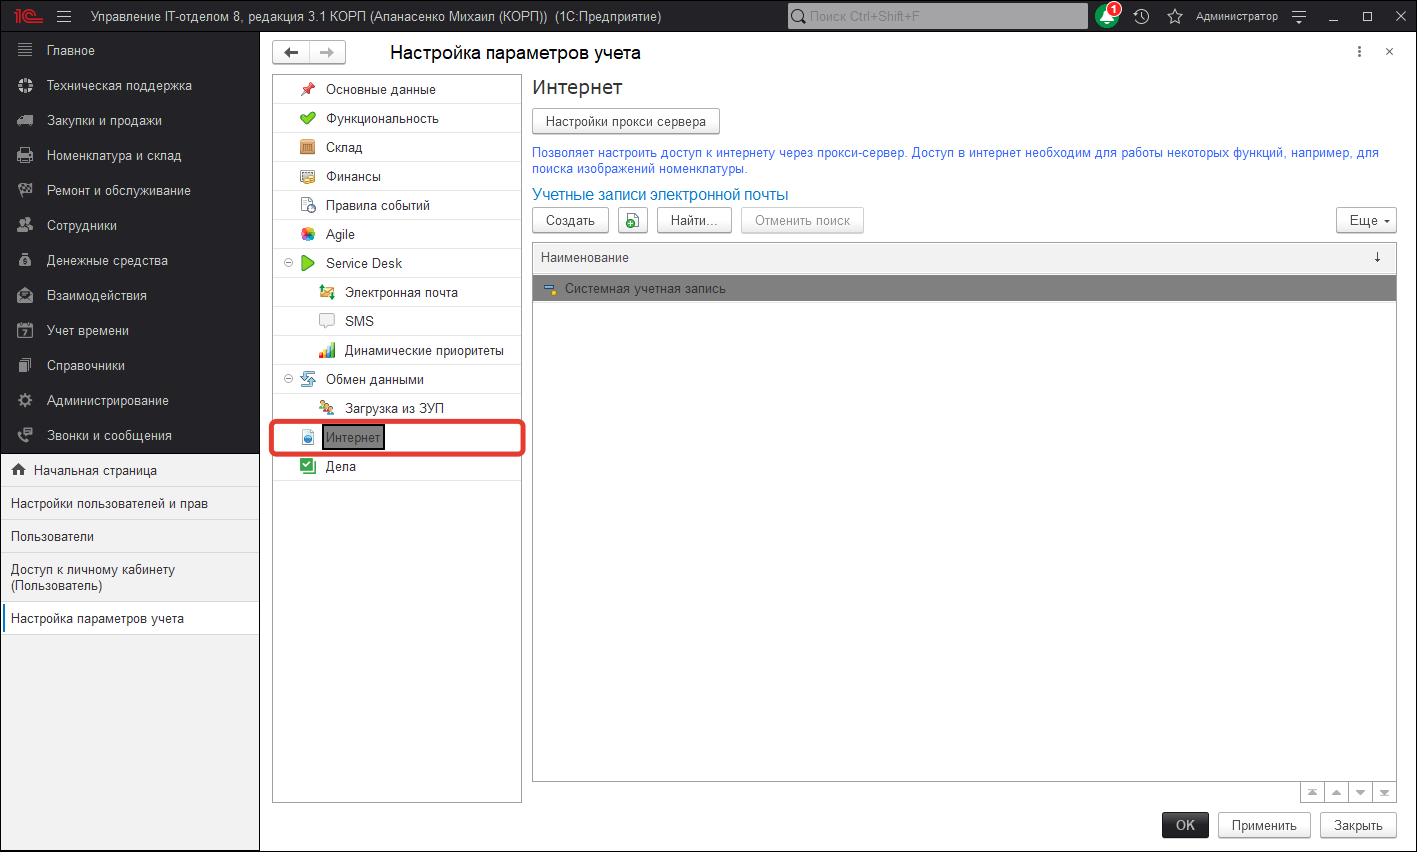 1С Управление IT-отделом 8, редакция 3.1 КОРП (Апанасенко Михаил (КОРП)) (1С:Предприятие)
Поиск Ctrl+Shift+F
1
Администратор
Главное
Техническая поддержка
Закупки и продажи
Номенклатура и склад
Ремонт и обслуживание
Сотрудники
Денежные средства
Взаимодействия
Учет времени
Справочники
Администрирование
Звонки и сообщения
Начальная страница
Настройки пользователей и прав
Пользователи
Доступ к личному кабинету
(Пользователь)
Настройка параметров учета
Настройка параметров учета
Основные данные
Функциональность
Склад
Финансы
Правила событий
Agile
Service Desk
Электронная почта
SMS
Динамические приоритеты
Обмен данными
Загрузка из ЗУП
Интернет
Дела
Интернет
Настройки прокси сервера
Позволяет настроить доступ к интернету через прокси-сервер. Доступ в интернет необходим для работы некоторых функций, например, для
поиска изображений номенклатуры.
Учетные записи электронной почты
Создать
Найти...
Отменить поиск
Еще
Наименование
Системная учетная запись
ОК
Применить
Закрыть